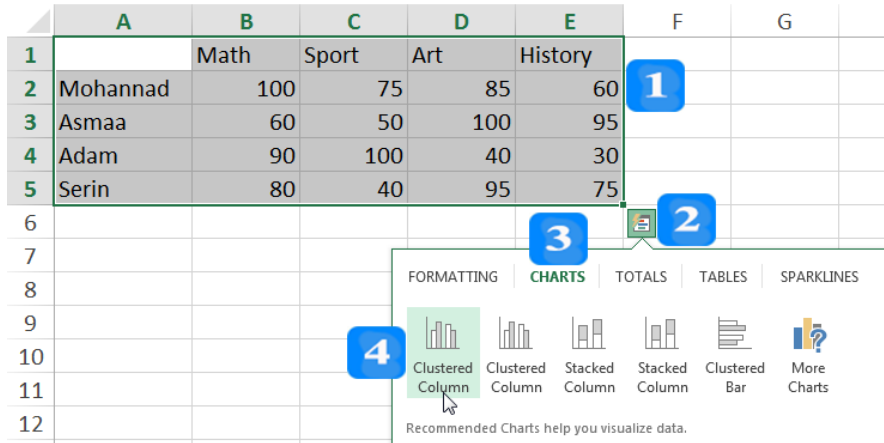 A B C D E F G
1 Math Sport Art History
2 Mohannad 100 75 85 60 1
3 Asmaa 60 50 100 95
4 Adam 90 100 40 30
5 Serin 80 40 95 75
6 2
7 3
8 FORMATTING CHARTS TOTALS TABLES SPARKLINES
9
10 4 Clustered Clustered Stacked Stacked Clustered More
11 Column Column Column Column Bar Charts
12 Recommended Charts help you visualize data.